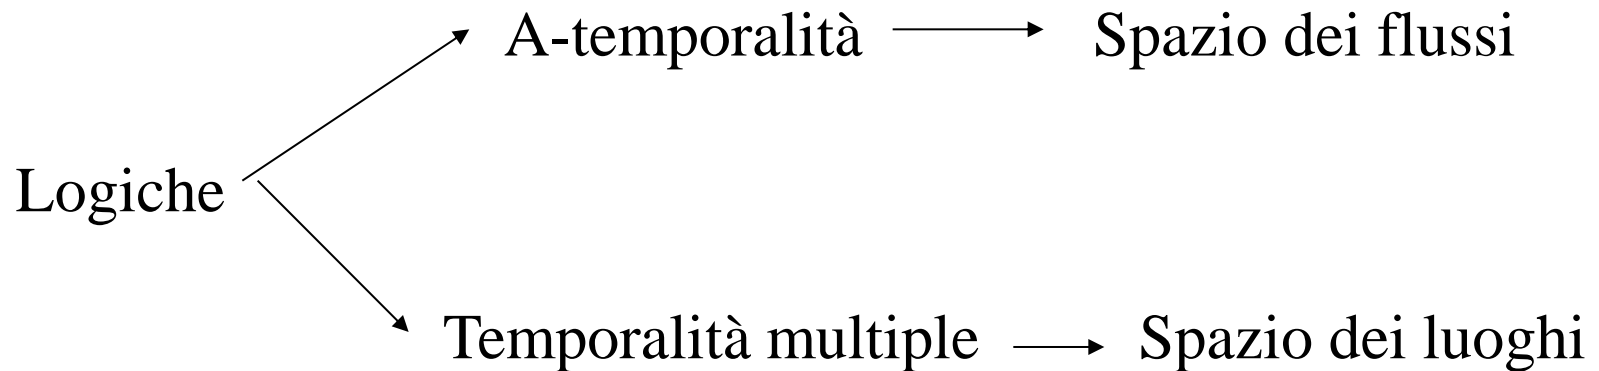 A-temporalità
Spazio dei flussi
Logiche
Temporalità multiple
Spazio dei luoghi